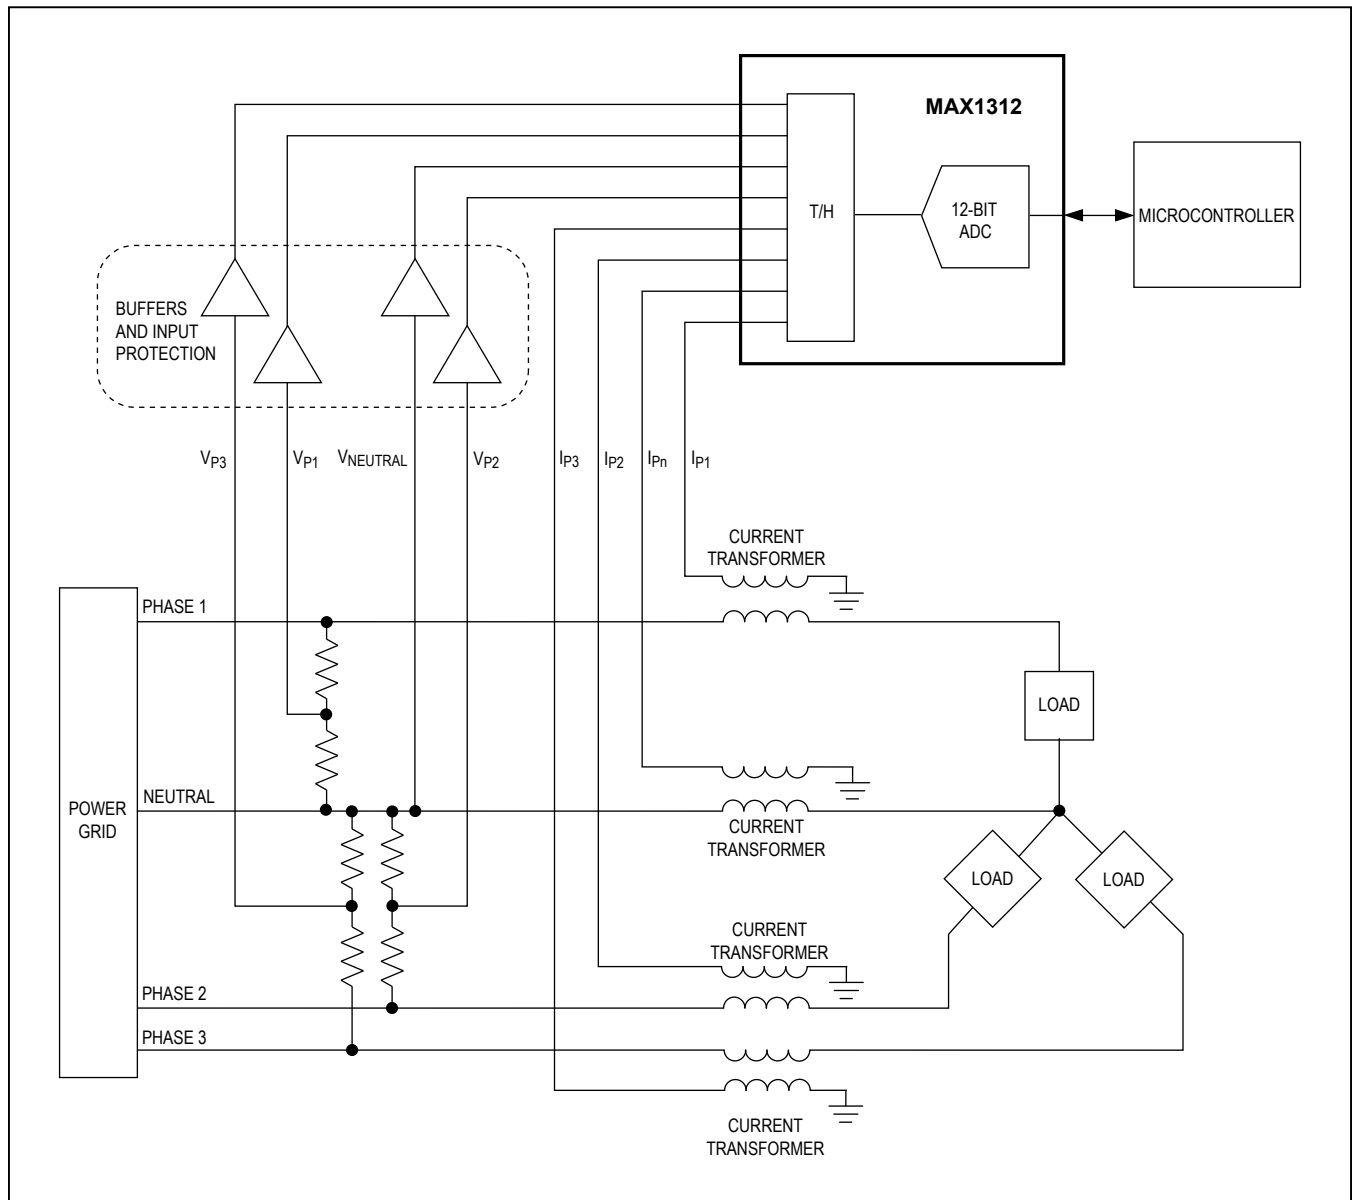 MAX1312
T/H
12-BIT
ADC
MICROCONTROLLER
BUFFERS
AND INPUT
PROTECTION
VP3
VP1
VNEUTRAL
VP2
IP3
IP2
IPn
IP1
CURRENT
TRANSFORMER
PHASE 1
LOAD
NEUTRAL
POWER
GRID
CURRENT
TRANSFORMER
LOAD
LOAD
CURRENT
TRANSFORMER
PHASE 2
PHASE 3
CURRENT
TRANSFORMER